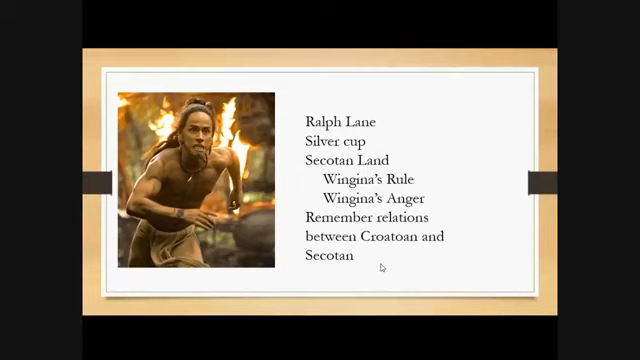 Ralph Lane
Silver cup
Secotan Land
Wingina's Rule
Wingina's Anger
Remember relations
between Croatoan and
Secotan